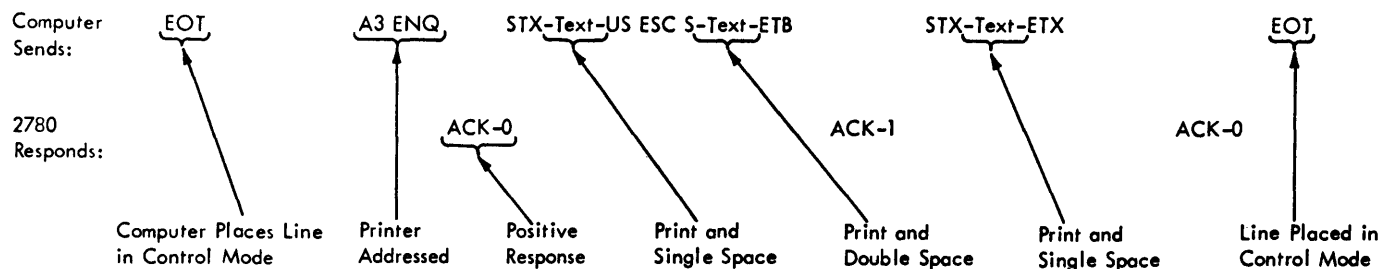 Computer Sends: EOT A3 ENQ STX-Text-US ESC S-Text-ETB STX-Text-ETX EOT
2780 Responds: ACK-0 ACK-1 ACK-0
Computer Places Line in Control Mode
Printer Addressed
Positive Response
Print and Single Space
Print and Double Space
Print and Single Space
Line Placed in Control Mode